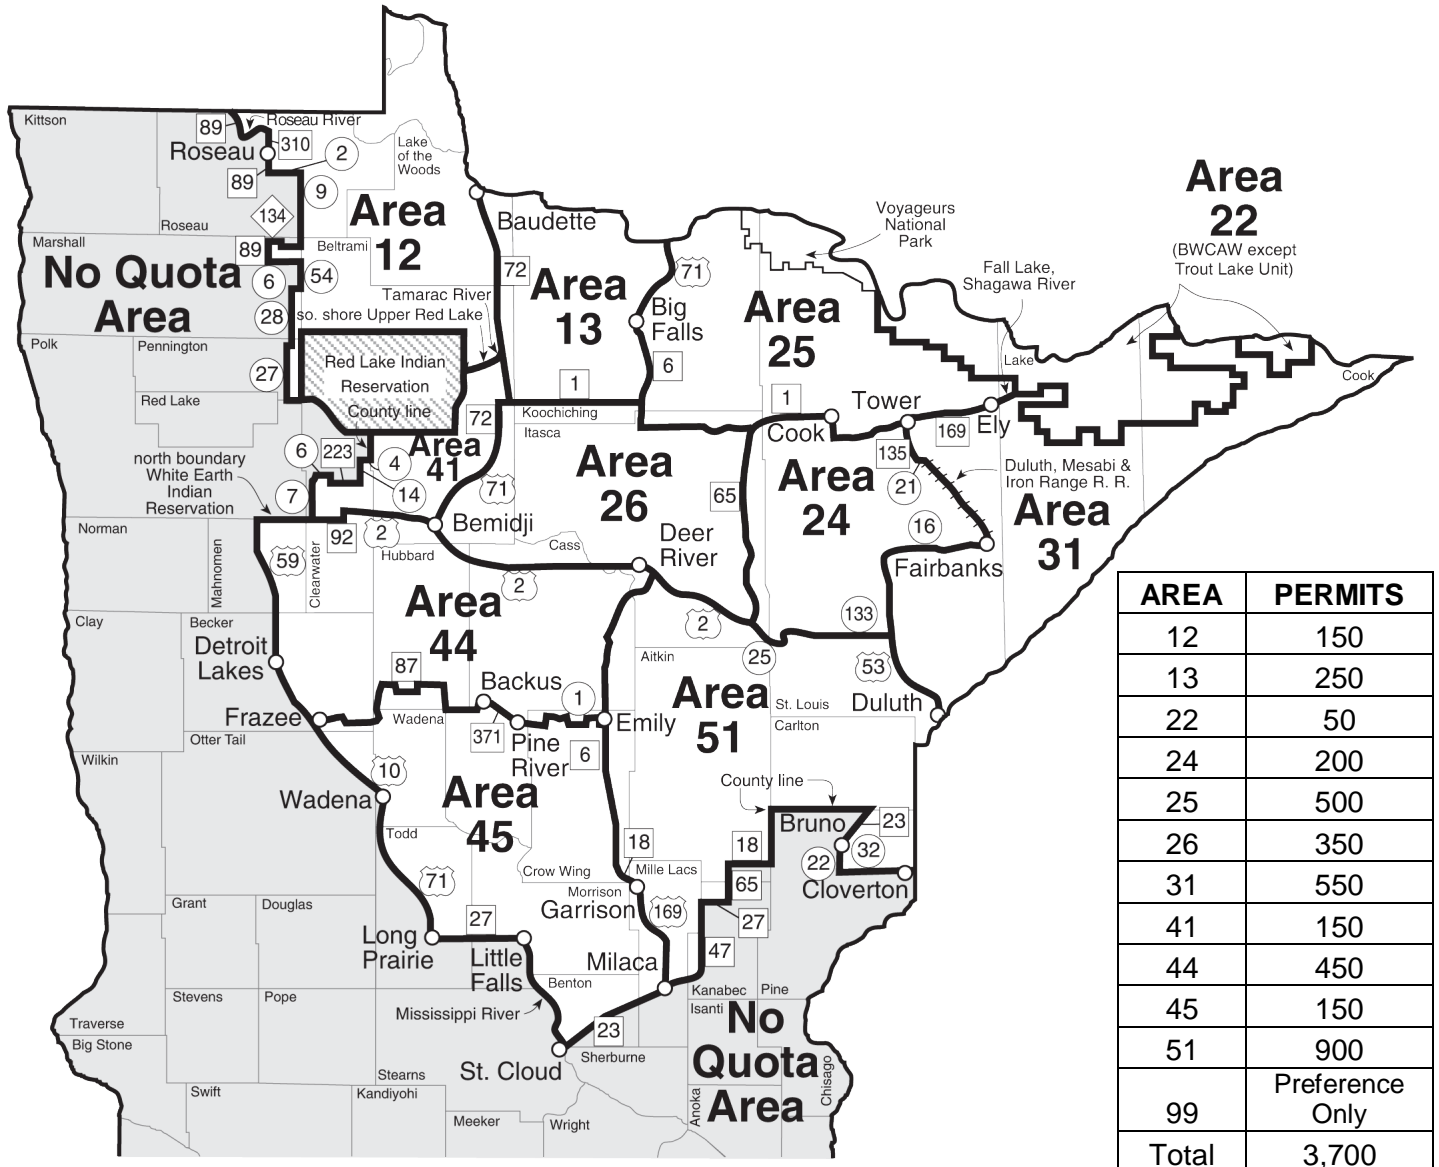 Kittson
89
Roseau River
310
Roseau
2
Lake
of the
Woods
89
9
134
Area
12
Roseau
Marshall
89
Beltrami
No Quota
Area
6
54
28
Tamarac River
so. shore Upper Red Lake
Baudette
72
Area
13
71
Big
Falls
6
1
Voyageurs
National
Park
Area
25
Fall Lake,
Shagawa River
Area
22
(BWCAW except
Trout Lake Unit)
Lake
Cook
Polk
Pennington
27
Red Lake
Red Lake Indian
Reservation
County line
72
Koochiching
Itasca
1
Cook
Tower
Ely
169
135
21
Duluth, Mesabi &
Iron Range R. R.
6
223
4
Area
41
14
north boundary
White Earth
Indian
Reservation
7
71
Area
26
65
Area
24
16
Area
31
Fairbanks
Norman
Mahnomen
59
Clearwater
92
2
Bemidji
Hubbard
Cass
Deer
River
2
Area
44
2
133
Clay
Becker
Detroit
Lakes
87
Backus
1
Aitkin
25
53
Area
51
St. Louis
Carlton
Duluth
Frazee
Wadena
371
Pine
River
6
Emily
Otter Tail
Wilkin
10
Wadena
Area
45
County line
Bruno
23
Todd
18
18
22
32
Cloverton
71
Crow Wing
Mille Lacs
Morrison
65
Garrison
169
27
Grant
Douglas
27
Long
Prairie
Little
Falls
Milaca
47
Benton
Kanabec
Pine
Stevens
Pope
Mississippi River
Isanti
No
Quota
Area
Traverse
Big Stone
23
Sherburne
St. Cloud
Stearns
Chisago
Swift
Kandiyohi
Meeker
Wright
Anoka
AREA PERMITS
12 150
13 250
22 50
24 200
25 500
26 350
31 550
41 150
44 450
45 150
51 900
99 Preference
Only
Total 3,700